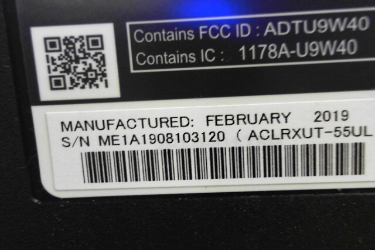 Contains FCC ID : ADTU9W40
Contains IC : 1178A-U9W40
MANUFACTURED: FEBRUARY 2019
S/N ME1A1908103120 ( ACLRXUT-55UL